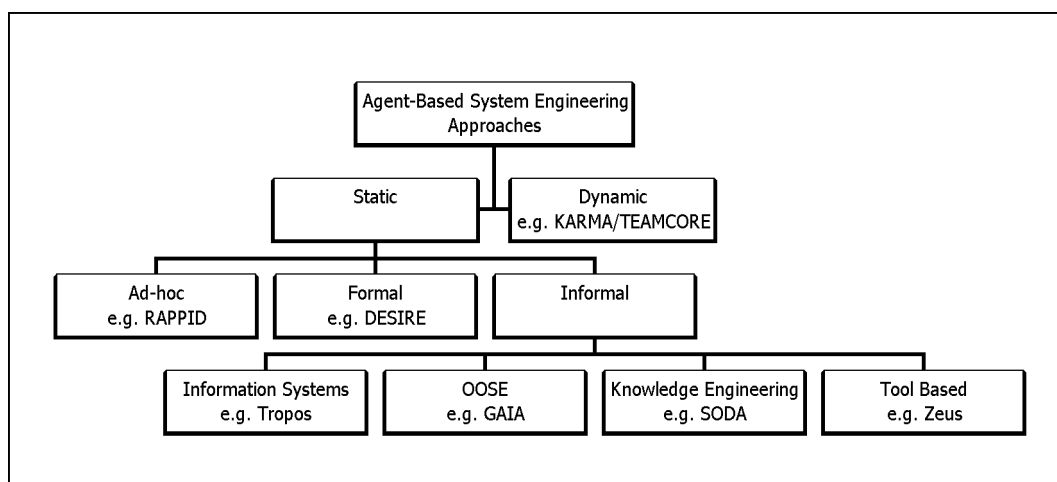 Agent-Based System Engineering
Approaches
Static
Dynamic
e.g. KARMA/TEAMCORE
Ad-hoc
e.g. RAPPID
Formal
e.g. DESIRE
Informal
Information Systems
e.g. Tropos
OOSE
e.g. GAIA
Knowledge Engineering
e.g. SODA
Tool Based
e.g. Zeus